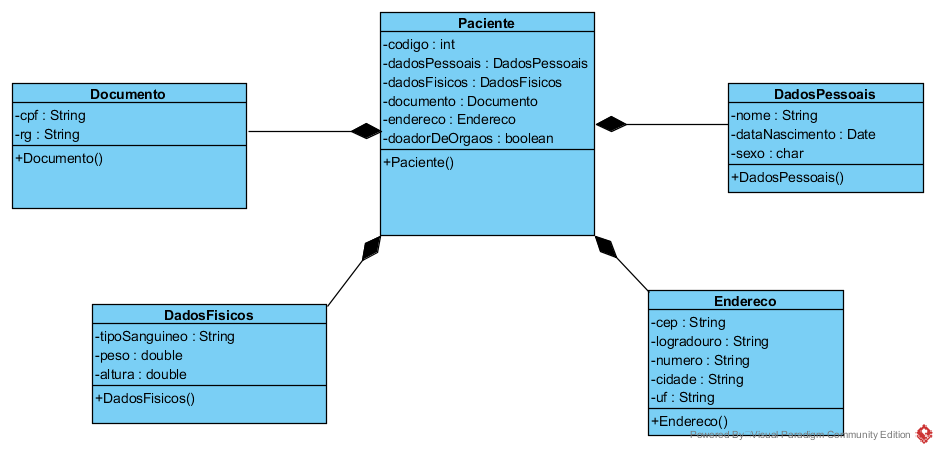 Paciente
-codigo : int
-dadosPessoais : DadosPessoais
-dadosFisicos : DadosFisicos
-documento : Documento
-endereco : Endereco
-doadorDeOrgaos : boolean
+Paciente()
Documento
-cpf : String
-rg : String
+Documento()
DadosPessoais
-nome : String
-dataNascimento : Date
-sexo : char
+DadosPessoais()
DadosFisicos
-tipoSanguineo : String
-peso : double
-altura : double
+DadosFisicos()
Endereco
-cep : String
-logradouro : String
-numero : String
-cidade : String
-uf : String
+Endereco()
Powered By Visual Paradigm Community Edition